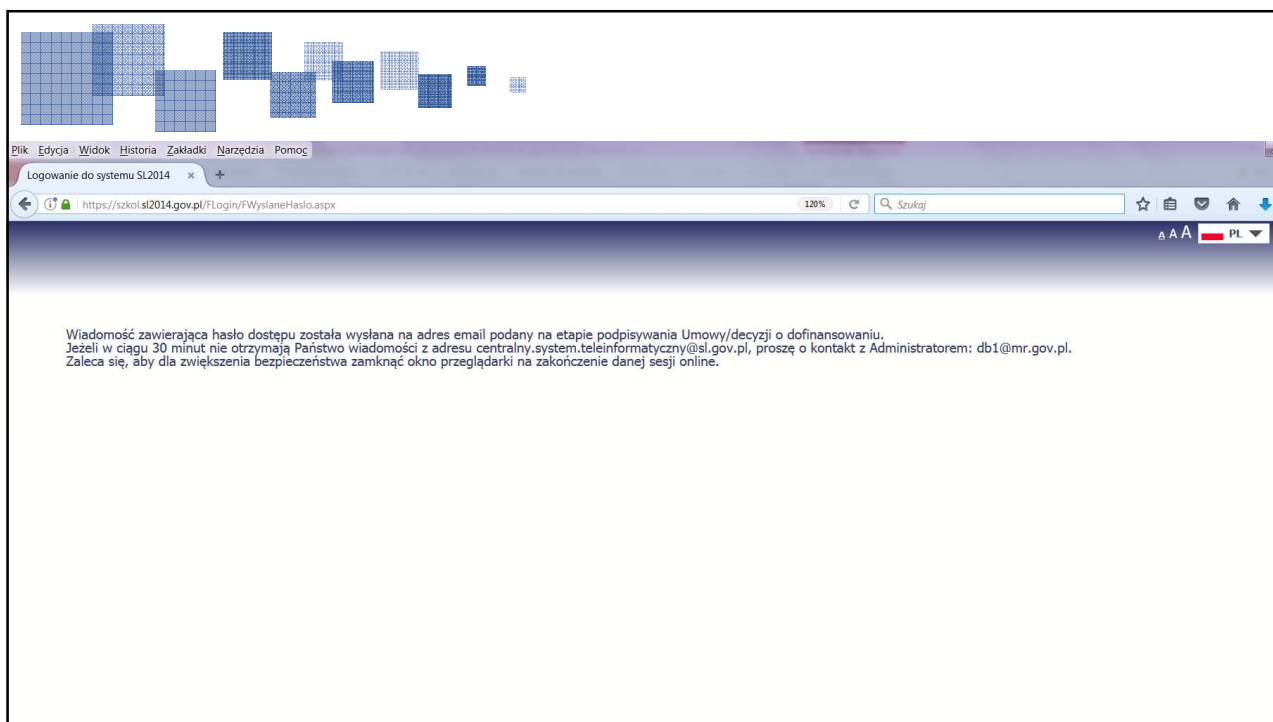 Plik Edycja Widok Historia Zakładki Narzędzia Pomoc
Logowanie do systemu SL2014 × +
https://szkol.sl2014.gov.pl/FLogin/FWyslaneHaslo.aspx 120% Szukaj
A A A PL
Wiadomość zawierająca hasło dostępu została wysłana na adres email podany na etapie podpisywania Umowy/decyzji o dofinansowaniu.
Jeżeli w ciągu 30 minut nie otrzymają Państwo wiadomości z adresu centralny.system.teleinformatyczny@sl.gov.pl, proszę o kontakt z Administratorem: db1@mr.gov.pl.
Zaleca się, aby dla zwiększenia bezpieczeństwa zamknąć okno przeglądarki na zakończenie danej sesji online.